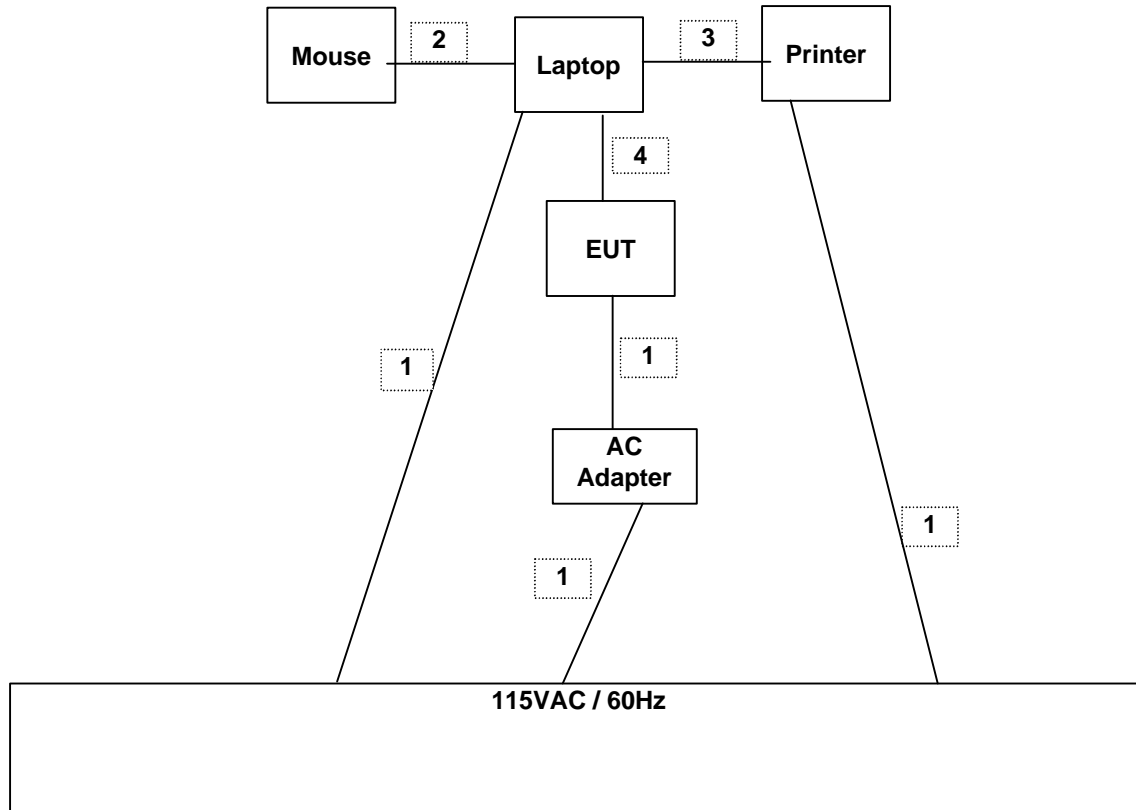 Mouse
2
Laptop
3
Printer
4
EUT
1
1
AC
Adapter
1
1
115VAC / 60Hz